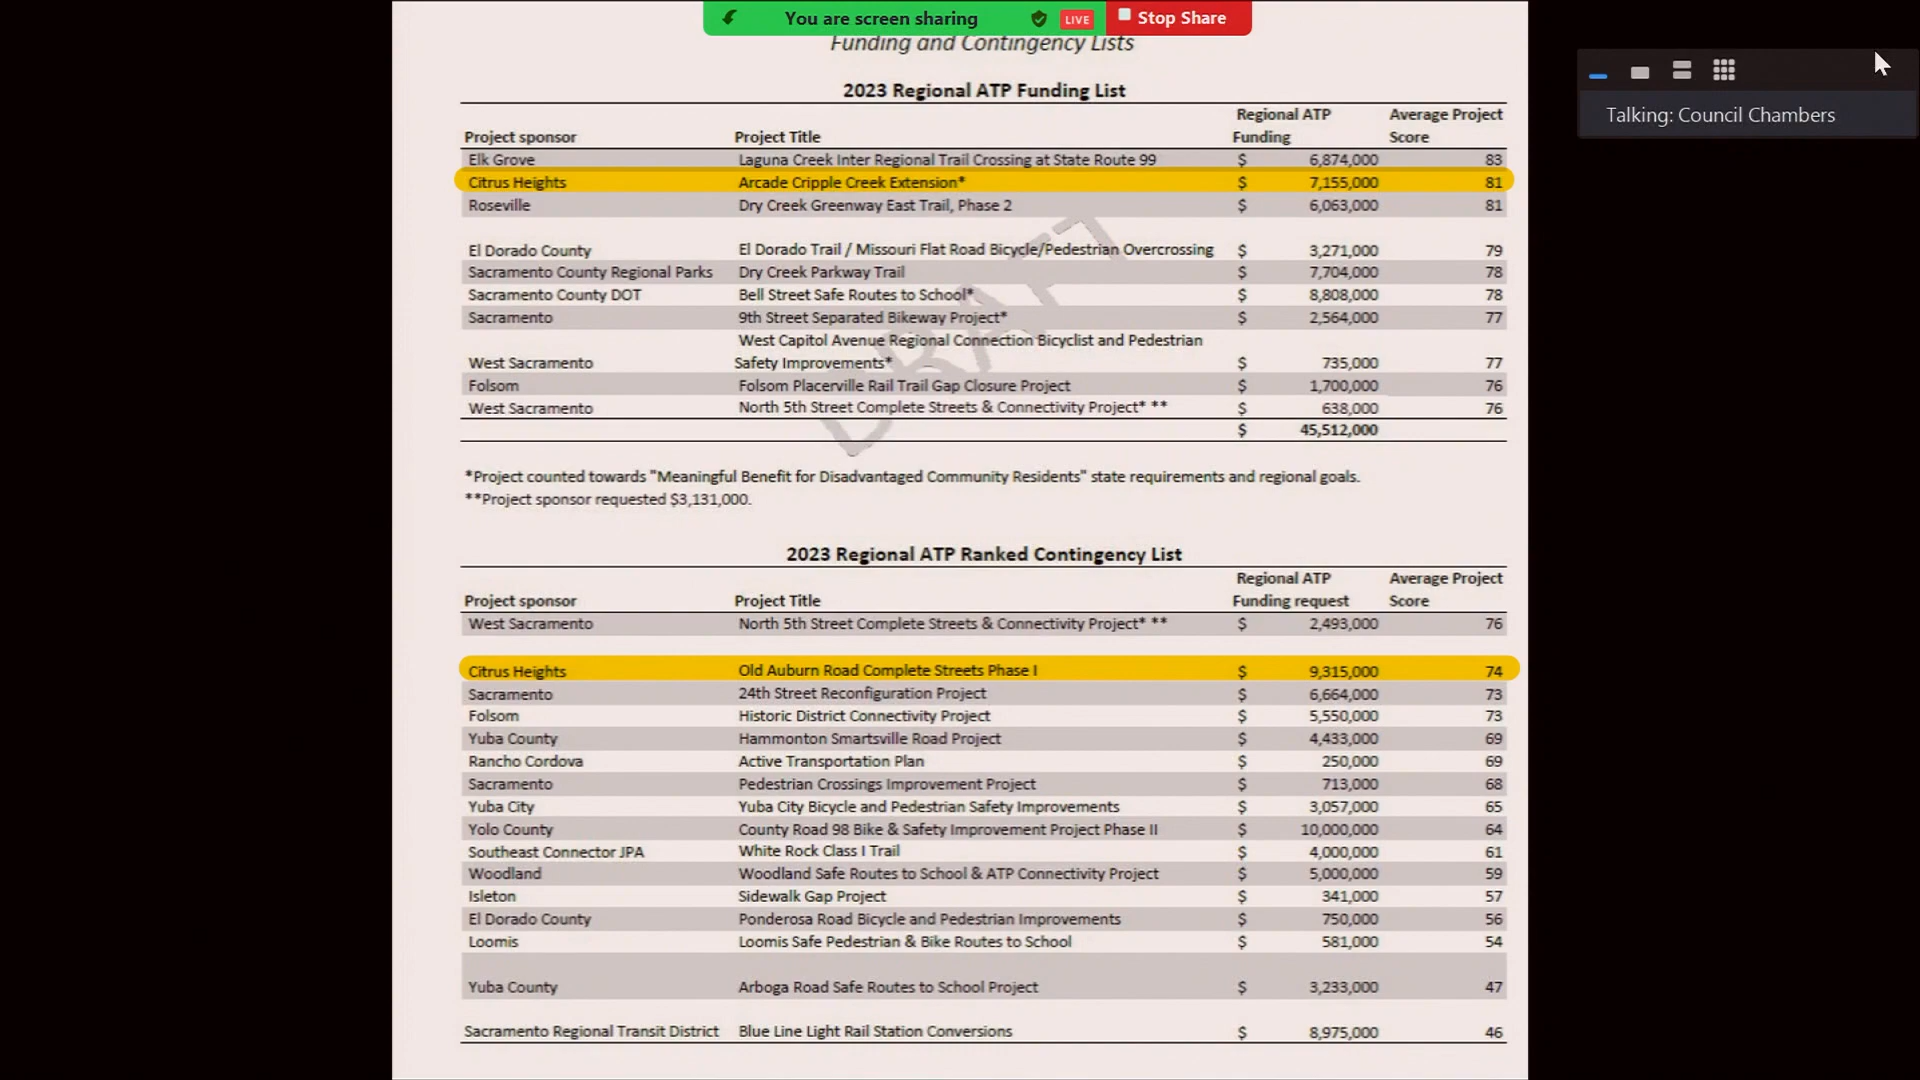 You are screen sharing LIVE Stop Share
Funding and Contingency Lists
Talking: Council Chambers
2023 Regional ATP Funding List
Regional ATP Average Project
Project sponsor Project Title Funding Score
Elk Grove Laguna Creek Inter Regional Trail Crossing at State Route 99 $ 6,874,000 83
Citrus Heights Arcade Cripple Creek Extension* $ 7,155,000 81
Roseville Dry Creek Greenway East Trail, Phase 2 $ 6,063,000 81
El Dorado County El Dorado Trail / Missouri Flat Road Bicycle/Pedestrian Overcrossing $ 3,271,000 79
Sacramento County Regional Parks Dry Creek Parkway Trail $ 7,704,000 78
Sacramento County DOT Bell Street Safe Routes to School* $ 8,808,000 78
Sacramento 9th Street Separated Bikeway Project* $ 2,564,000 77
West Capitol Avenue Regional Connection Bicyclist and Pedestrian
West Sacramento Safety Improvements* $ 735,000 77
Folsom Folsom Placerville Rail Trail Gap Closure Project $ 1,700,000 76
West Sacramento North 5th Street Complete Streets & Connectivity Project* ** $ 638,000 76
$ 45,512,000
DRAFT
*Project counted towards "Meaningful Benefit for Disadvantaged Community Residents" state requirements and regional goals.
**Project sponsor requested $3,131,000.
2023 Regional ATP Ranked Contingency List
Regional ATP Average Project
Project sponsor Project Title Funding request Score
West Sacramento North 5th Street Complete Streets & Connectivity Project* ** $ 2,493,000 76
Citrus Heights Old Auburn Road Complete Streets Phase I $ 9,315,000 74
Sacramento 24th Street Reconfiguration Project $ 6,664,000 73
Folsom Historic District Connectivity Project $ 5,550,000 73
Yuba County Hammonton Smartsville Road Project $ 4,433,000 69
Rancho Cordova Active Transportation Plan $ 250,000 69
Sacramento Pedestrian Crossings Improvement Project $ 713,000 68
Yuba City Yuba City Bicycle and Pedestrian Safety Improvements $ 3,057,000 65
Yolo County County Road 98 Bike & Safety Improvement Project Phase II $ 10,000,000 64
Southeast Connector JPA White Rock Class I Trail $ 4,000,000 61
Woodland Woodland Safe Routes to School & ATP Connectivity Project $ 5,000,000 59
Isleton Sidewalk Gap Project $ 341,000 57
El Dorado County Ponderosa Road Bicycle and Pedestrian Improvements $ 750,000 56
Loomis Loomis Safe Pedestrian & Bike Routes to School $ 581,000 54
Yuba County Arboga Road Safe Routes to School Project $ 3,233,000 47
Sacramento Regional Transit District Blue Line Light Rail Station Conversions $ 8,975,000 46